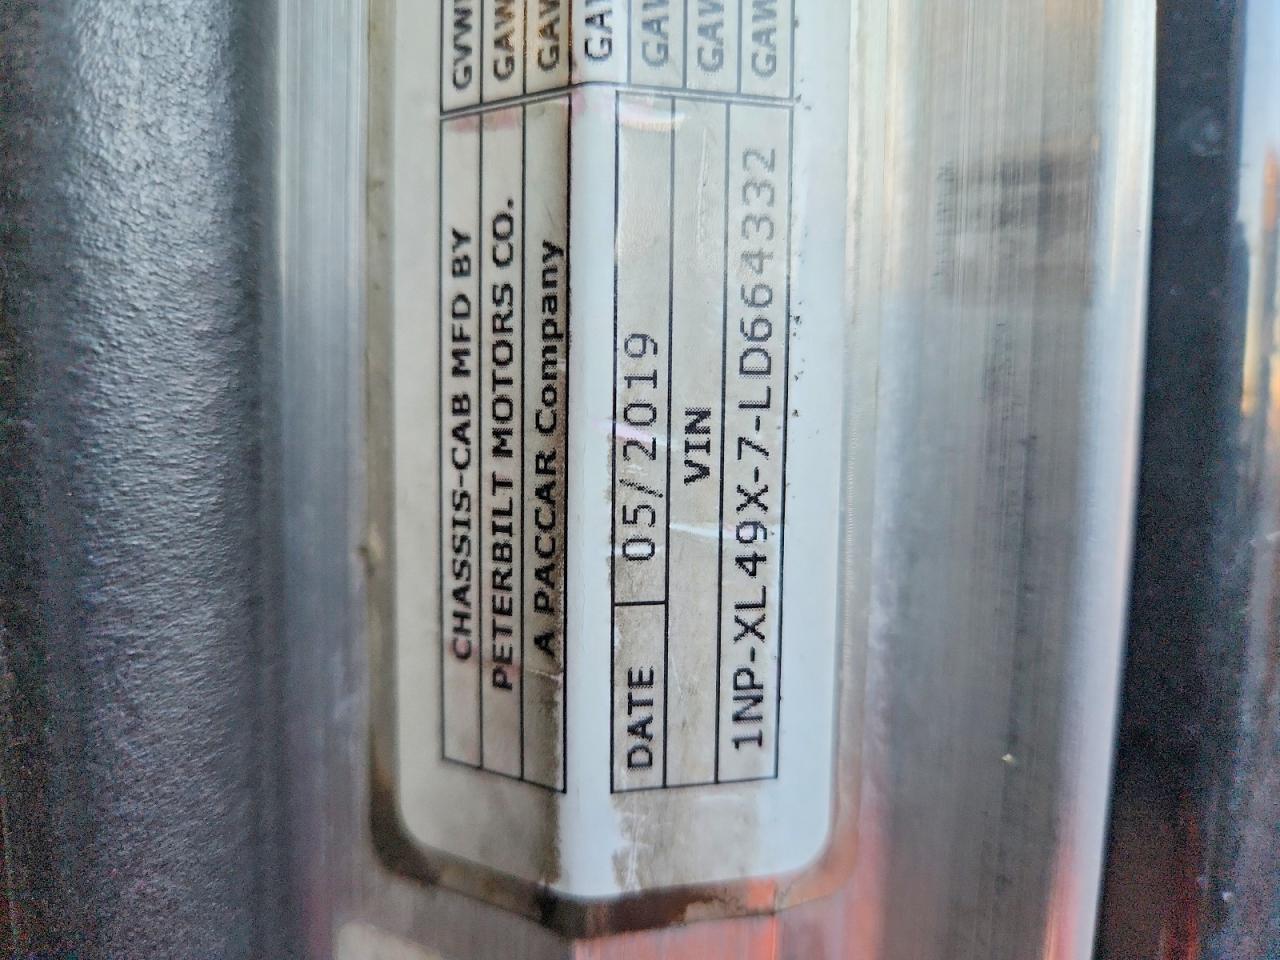 CHASSIS-CAB MFD BY
PETERBILT MOTORS CO.
A PACCAR Company
DATE 05/2019
VIN
1NP-XL49X-7-LD664332
GVW
GAW
GAW
GAW
GAW
GAW
GAW